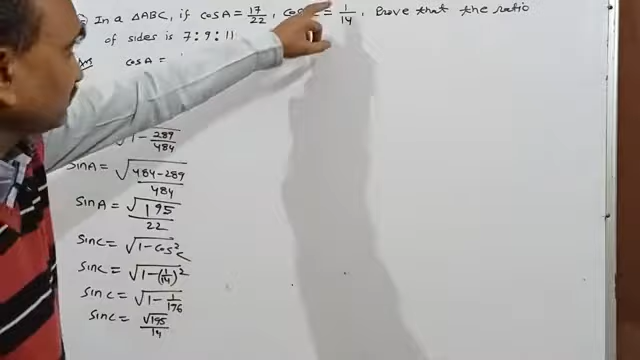 In a △ABC, if cosA = 17/22, cos = 1/14, Prove that the ratio
of sides is 7:9:11
Ans cosA =
√1 - 289/484
SinA = √484-289/484
SinA = √195/22
Sinc = √1-cos²c
Sinc = √1-(1/14)²
Sinc = √1-1/196
Sinc = √195/14